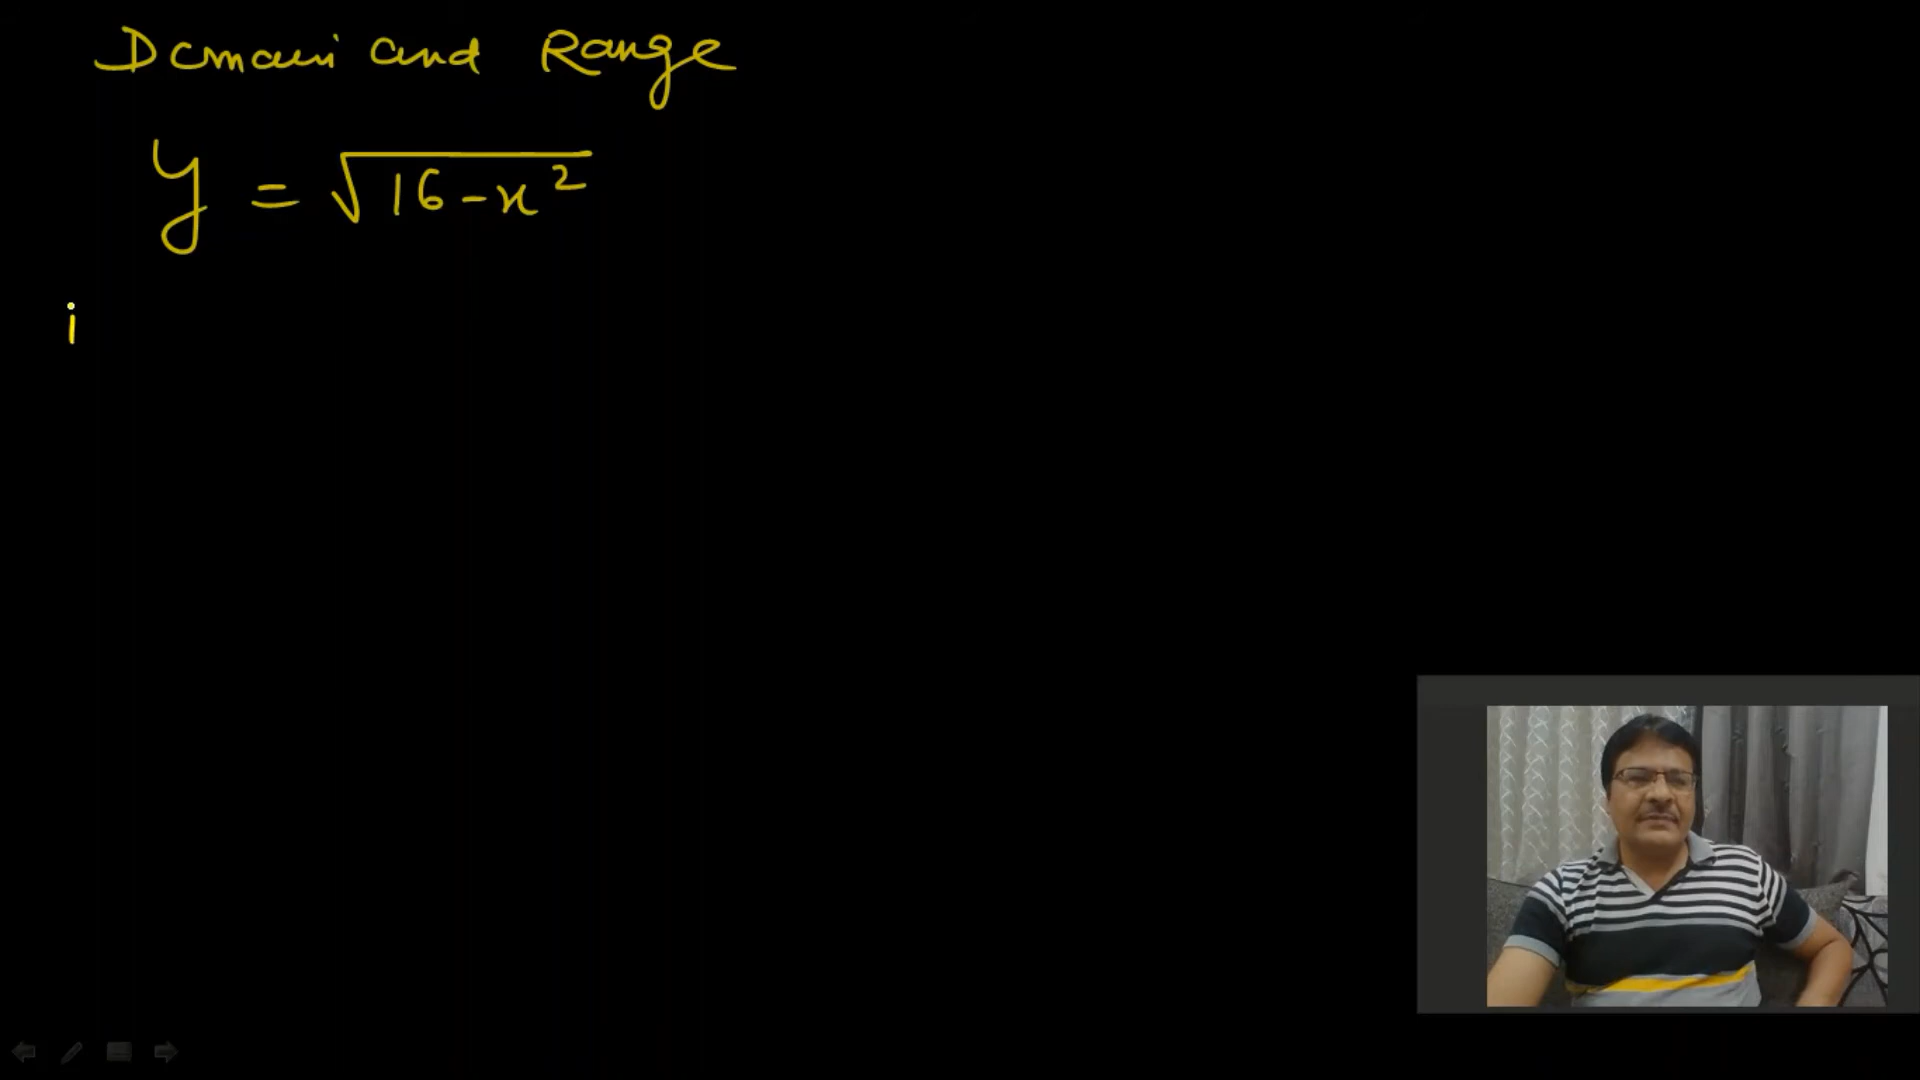 Domain and Range
y = √16-x²
i